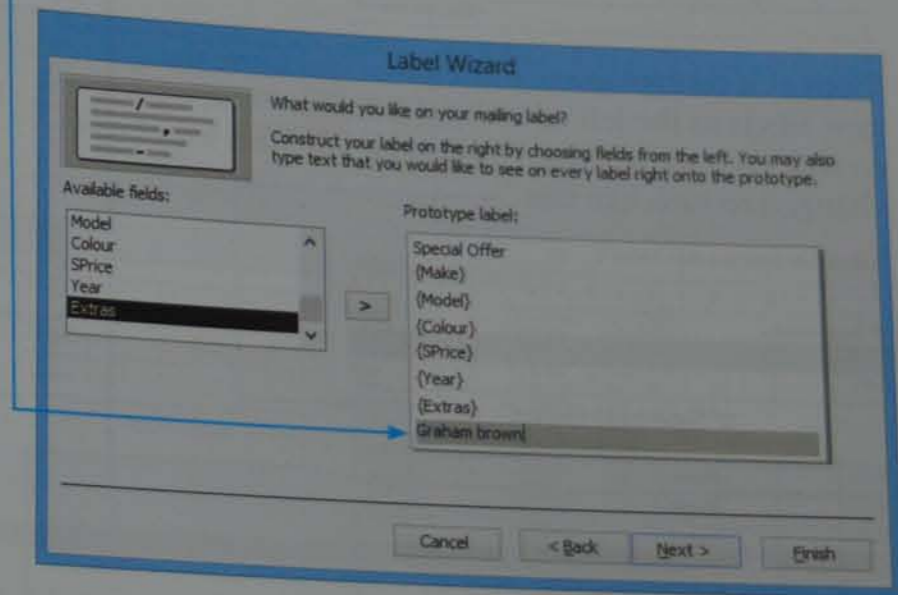 Label Wizard
What would you like on your mailing label?
Construct your label on the right by choosing fields from the left. You may also
type text that you would like to see on every label right onto the prototype.
Available fields:
Model
Colour
SPrice
Year
Extras
>
Prototype label:
Special Offer
{Make}
{Model}
{Colour}
{SPrice}
{Year}
{Extras}
Graham brown
Cancel
< Back
Next >
Finish